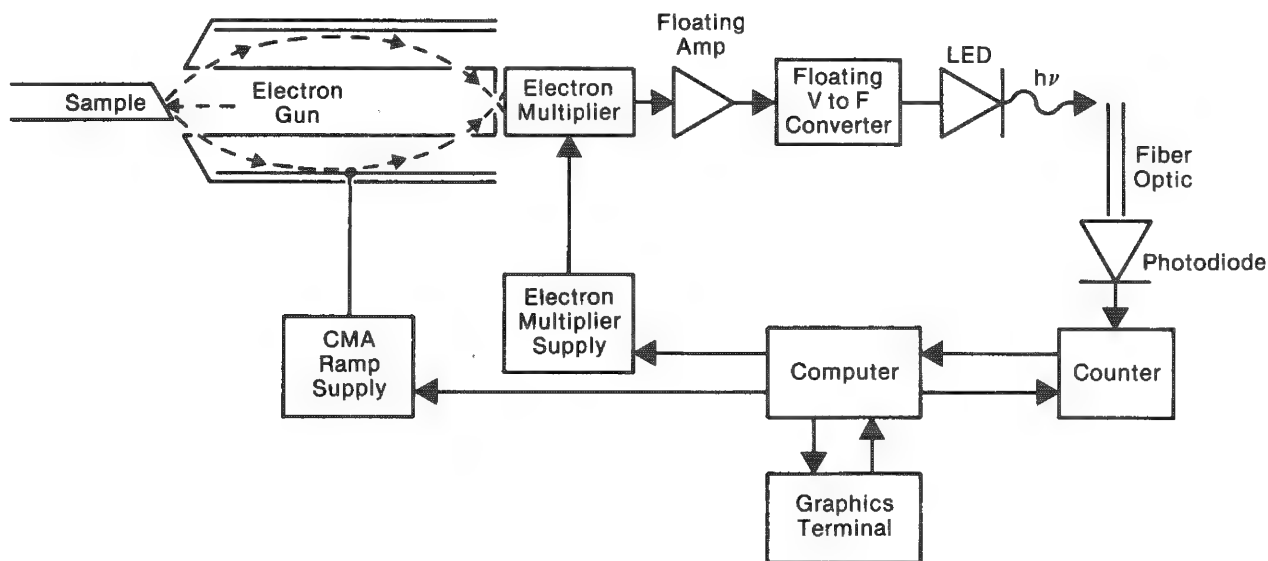 Floating
Amp
LED
hν
Sample
Electron
Gun
Electron
Multiplier
Floating
V to F
Converter
Fiber
Optic
Photodiode
Electron
Multiplier
Supply
CMA
Ramp
Supply
Computer
Counter
Graphics
Terminal